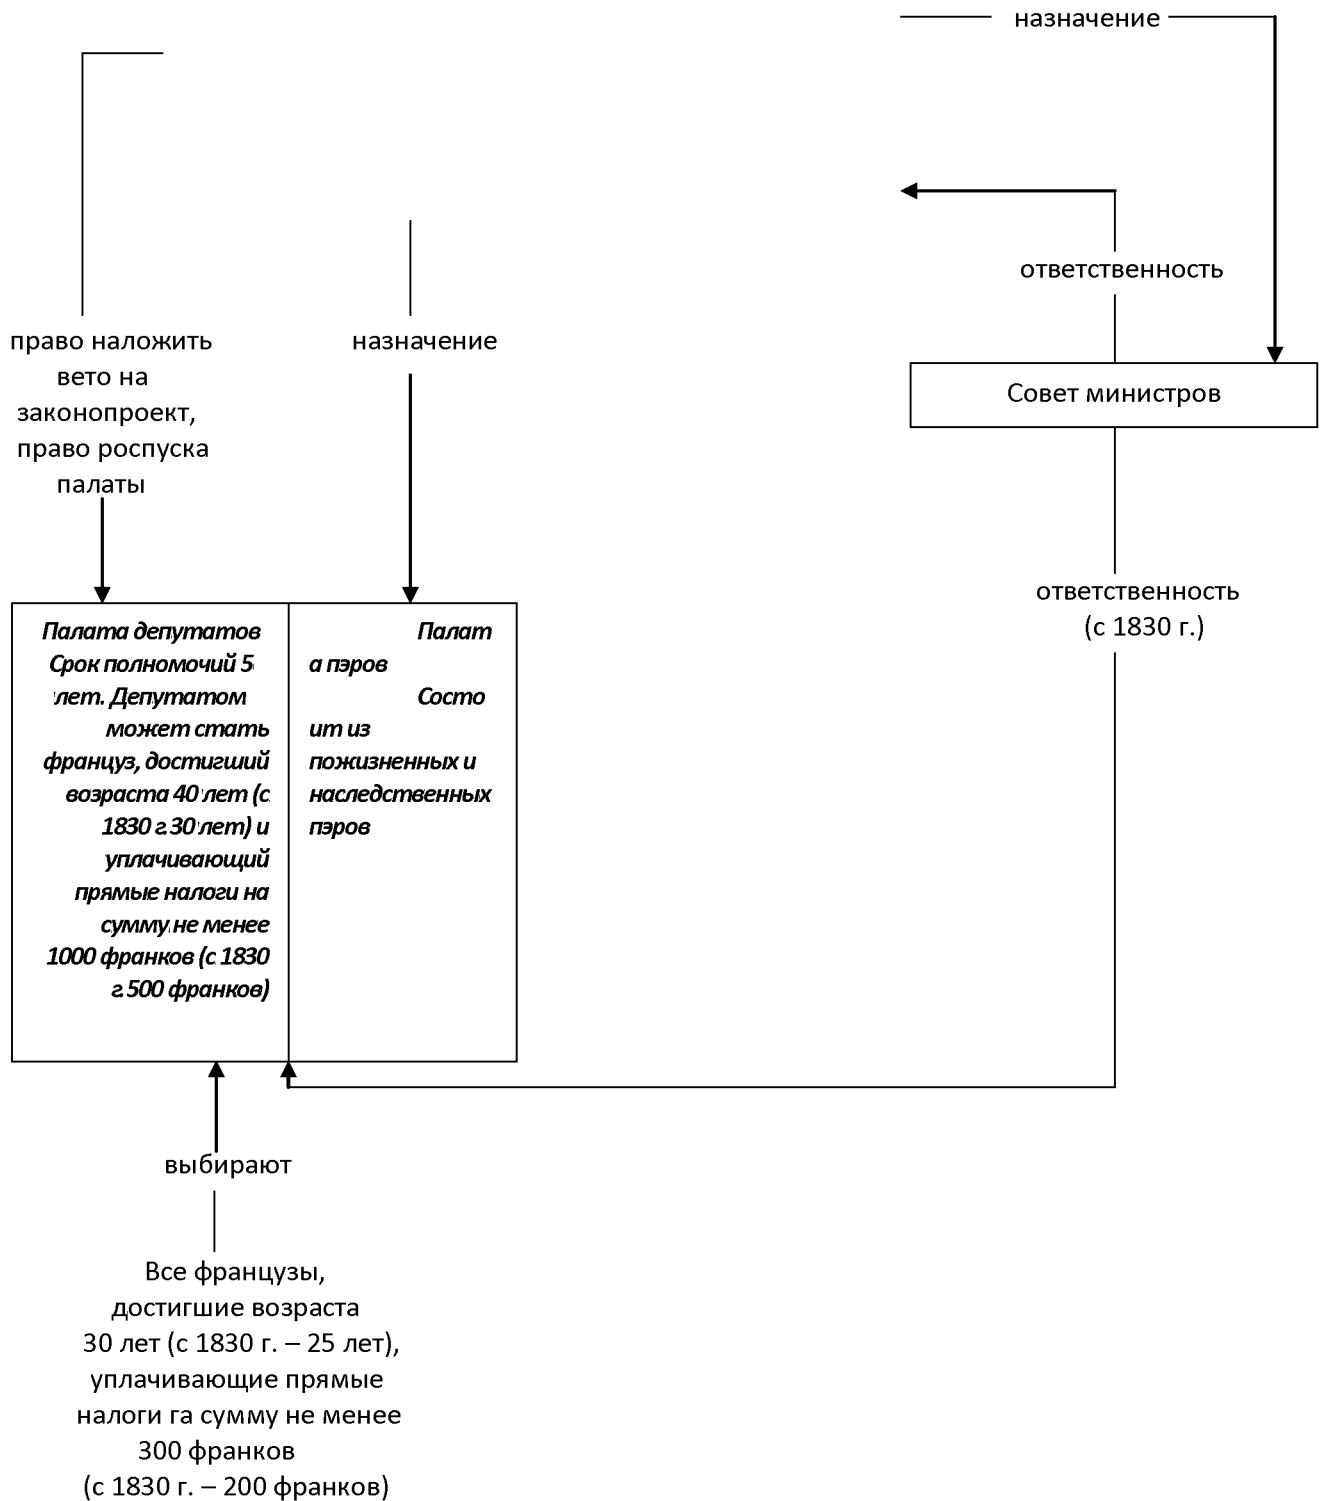 назначение
ответственность
право наложить
вето на
законопроект,
право роспуска
палаты
назначение
Совет министров
ответственность
(с 1830 г.)
Палата депутатов
Срок полномочий 5
лет. Депутатом
может стать
француз, достигший
возраста 40 лет (с
1830 г.30 лет) и
уплачивающий
прямые налоги на
сумму не менее
1000 франков (с 1830
г.500 франков)
Палат
а пэров
Состо
ит из
пожизненных и
наследственных
пэров
выбирают
Все французы,
достигшие возраста
30 лет (с 1830 г. – 25 лет),
уплачивающие прямые
налоги га сумму не менее
300 франков
(с 1830 г. – 200 франков)